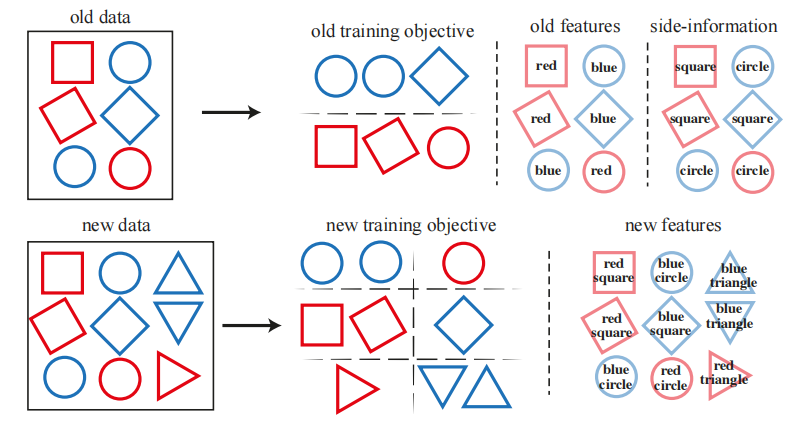 old data
old training objective
old features
side-information
red
blue
square
circle
red
blue
square
square
blue
red
circle
circle
new data
new training objective
new features
red
square
blue
circle
blue
triangle
red
square
blue
square
blue
triangle
blue
circle
red
circle
red
triangle